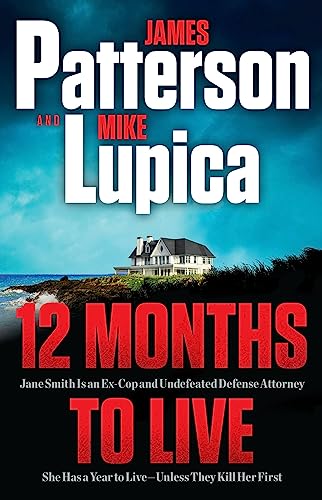 JAMES
Patterson
AND MIKE
Lupica
12 MONTHS
Jane Smith Is an Ex-Cop and Undefeated Defense Attorney
TO LIVE
She Has a Year to Live—Unless They Kill Her First